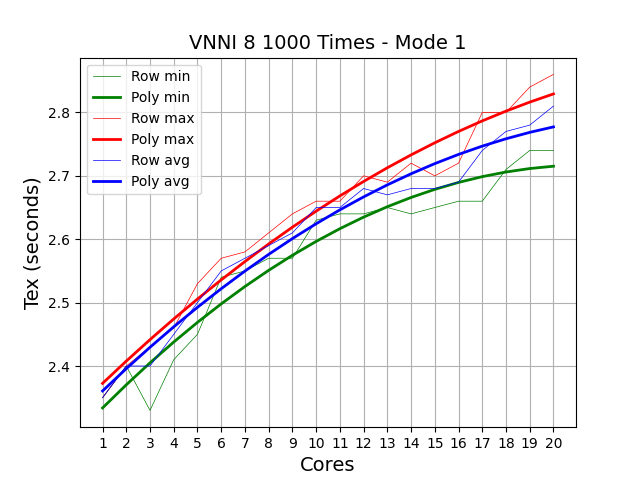 VNNI 8 1000 Times - Mode 1
Row min
Poly min
Row max
Poly max
Row avg
Poly avg
Tex (seconds)
2.8
2.7
2.6
2.5
2.4
1 2 3 4 5 6 7 8 9 10 11 12 13 14 15 16 17 18 19 20
Cores